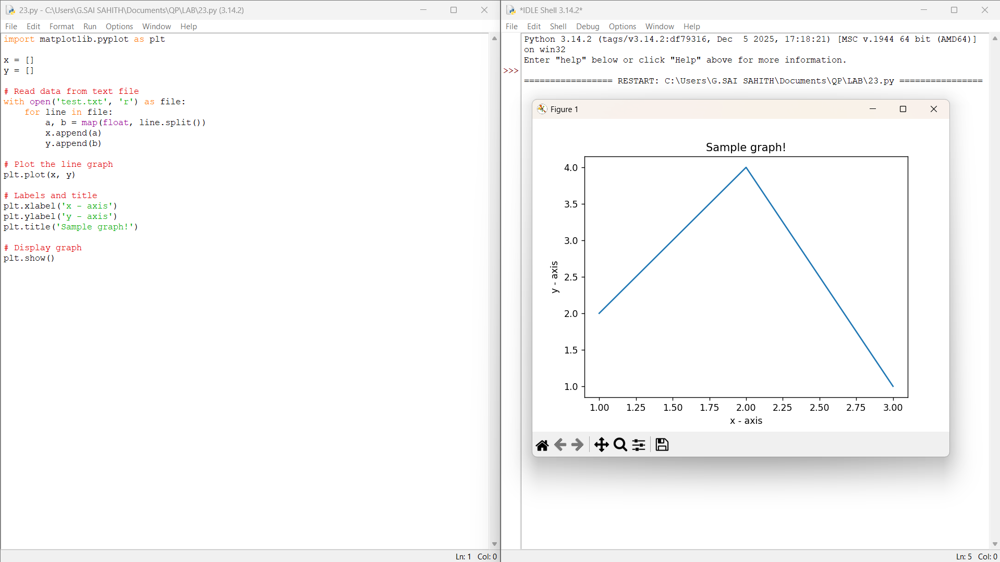 23.py - C:\Users\G.SAI SAHITH\Documents\QP\LAB\23.py (3.14.2)
File Edit Format Run Options Window Help
import matplotlib.pyplot as plt
x = []
y = []
# Read data from text file
with open('test.txt', 'r') as file:
    for line in file:
        a, b = map(float, line.split())
        x.append(a)
        y.append(b)
# Plot the line graph
plt.plot(x, y)
# Labels and title
plt.xlabel('x - axis')
plt.ylabel('y - axis')
plt.title('Sample graph!')
# Display graph
plt.show()
Ln: 1 Col: 0
*IDLE Shell 3.14.2*
File Edit Shell Debug Options Window Help
Python 3.14.2 (tags/v3.14.2:df79316, Dec  5 2025, 17:18:21) [MSC v.1944 64 bit (AMD64)]
on win32
Enter "help" below or click "Help" above for more information.
>>>
================= RESTART: C:\Users\G.SAI SAHITH\Documents\QP\LAB\23.py ================
Figure 1
Sample graph!
4.0
3.5
3.0
2.5
2.0
1.5
1.0
y - axis
1.00 1.25 1.50 1.75 2.00 2.25 2.50 2.75 3.00
x - axis
Ln: 5 Col: 0